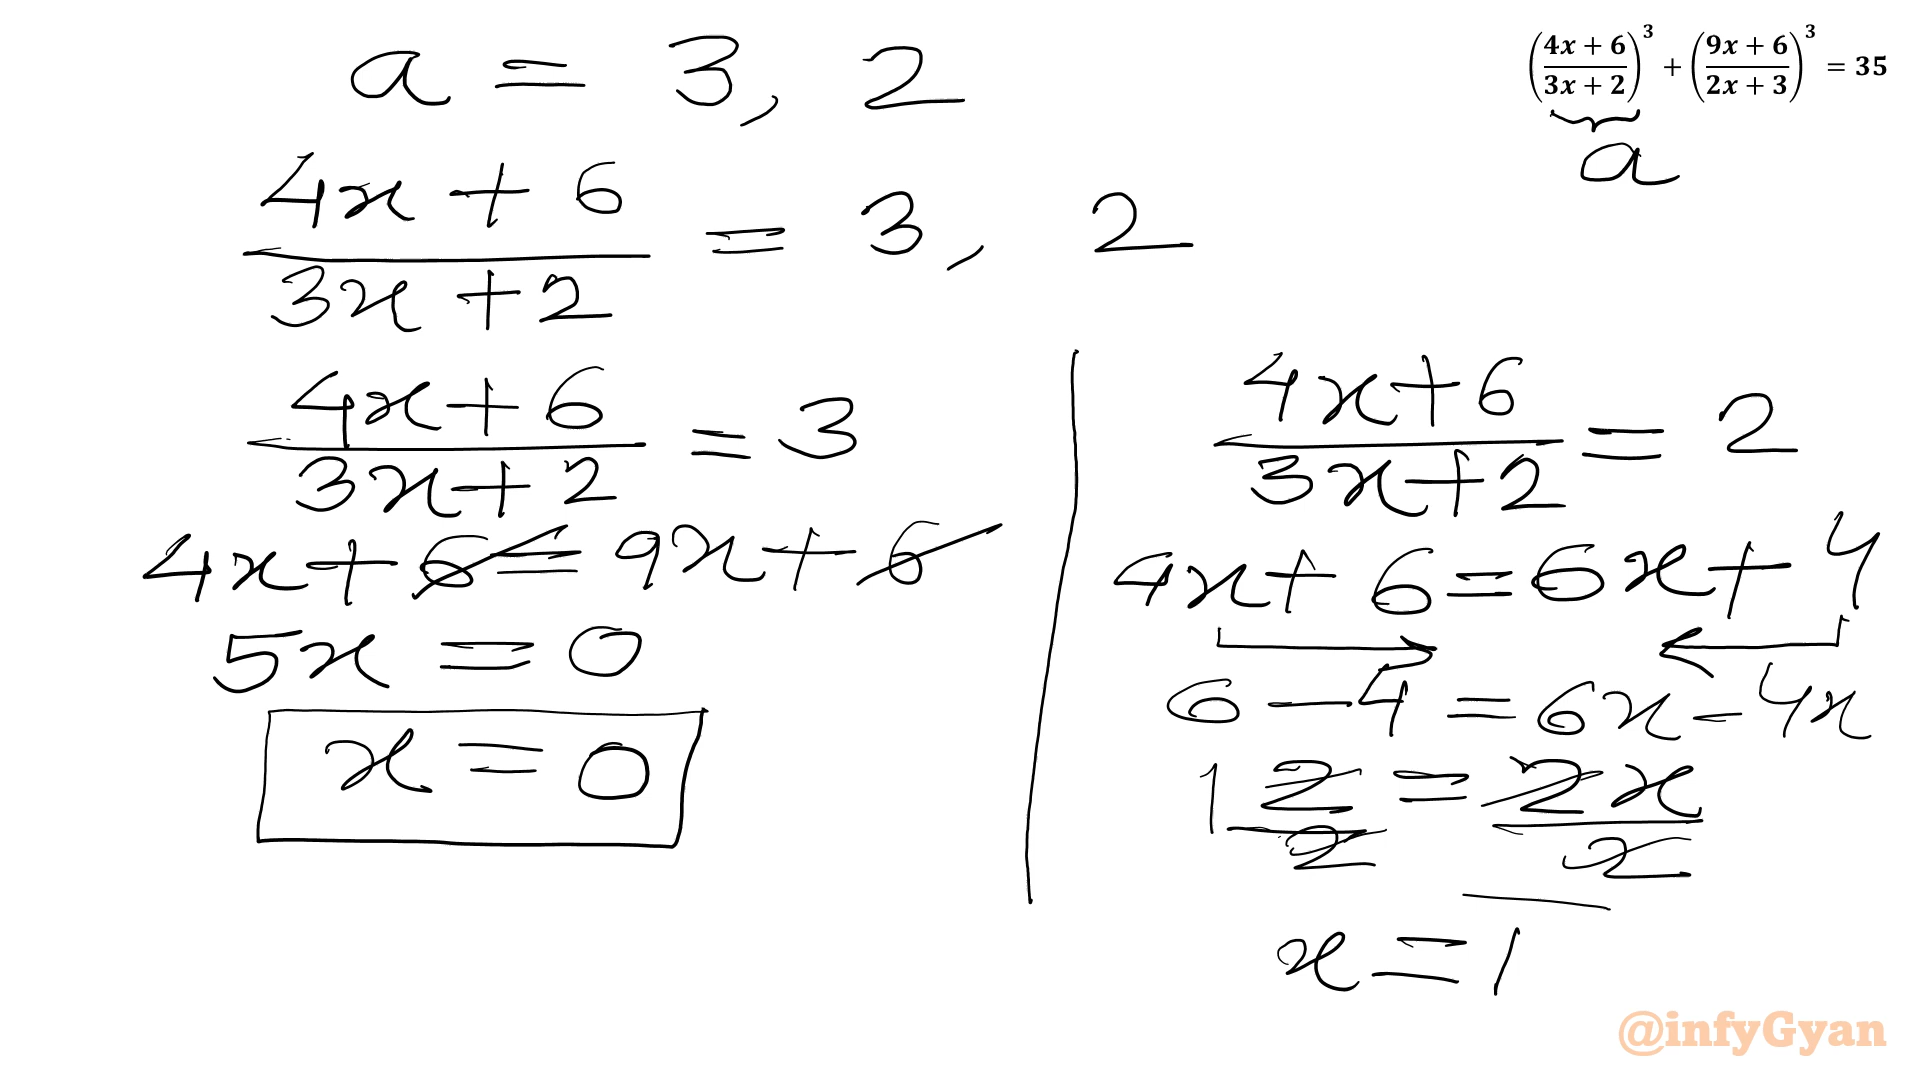 a = 3, 2
(4x + 6 / 3x + 2)³ + (9x + 6 / 2x + 3)³ = 35
a
4x + 6 / 3x + 2 = 3, 2
4x + 6 / 3x + 2 = 3
4x + 6 = 9x + 6
5x = 0
x = 0
4x + 6 / 3x + 2 = 2
4x + 6 = 6x + 4
6 - 4 = 6x - 4x
1 2 / 2 = 2x / 2
x = 1
@infyGyan